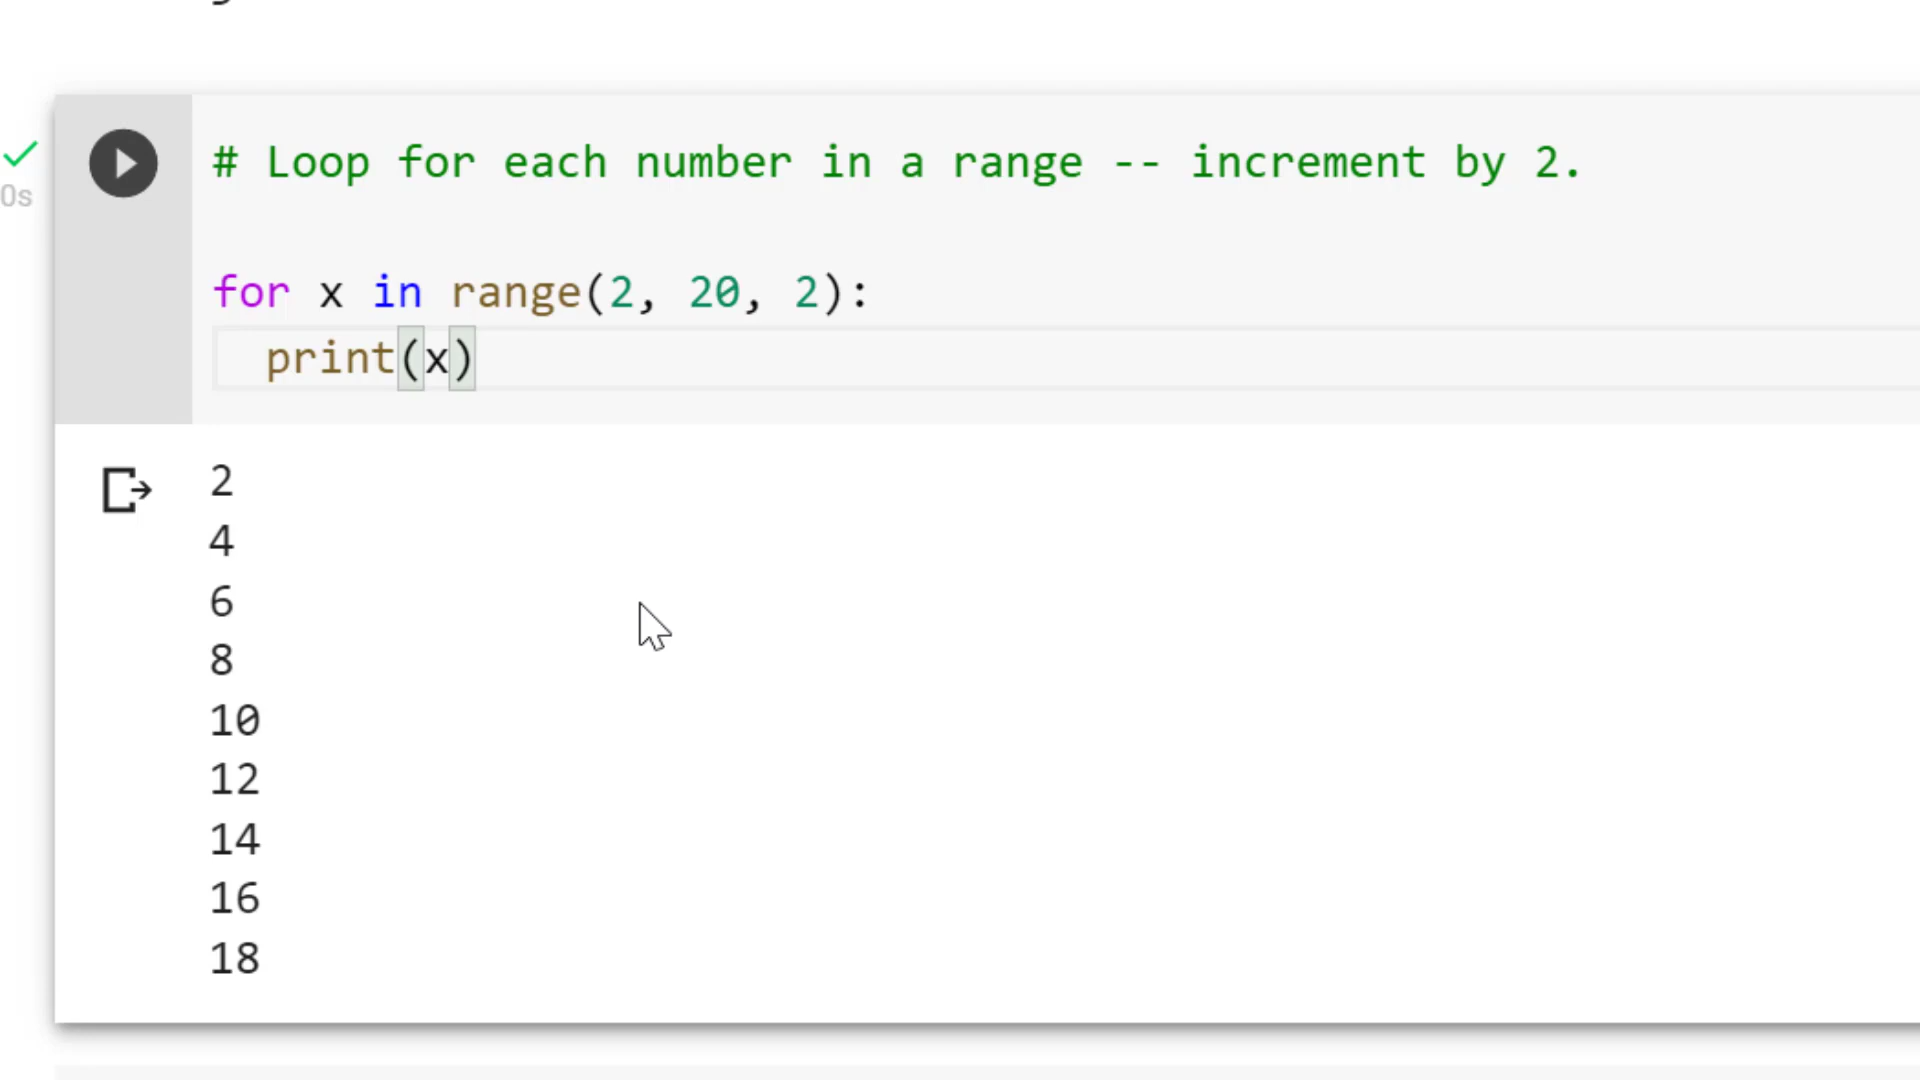 # Loop for each number in a range -- increment by 2.
0s
for x in range(2, 20, 2):
  print(x)
2
4
6
8
10
12
14
16
18